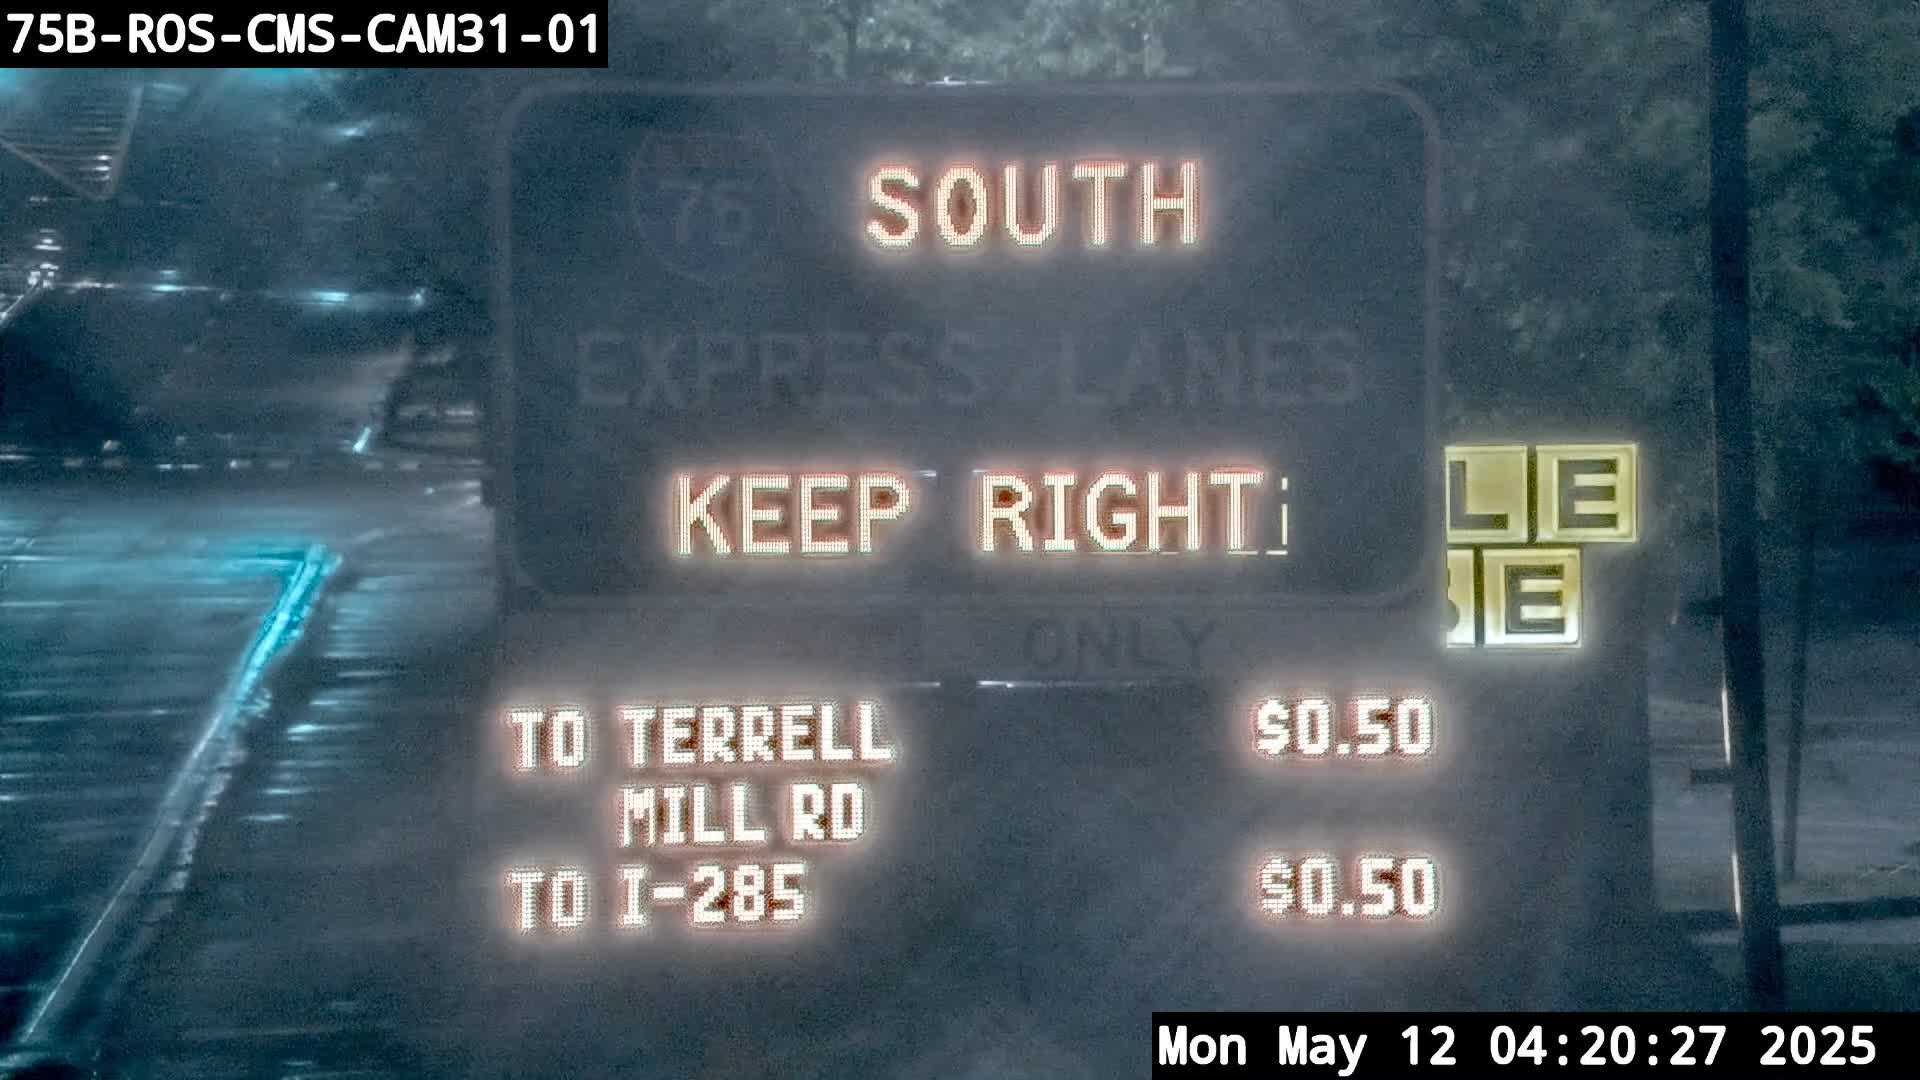 75B-ROS-CMS-CAM31-01
75 SOUTH
EXPRESS LANES
KEEP RIGHT
LE
E
ONLY
TO TERRELL $0.50
MILL RD
TO I-285 $0.50
Mon May 12 04:20:27 2025